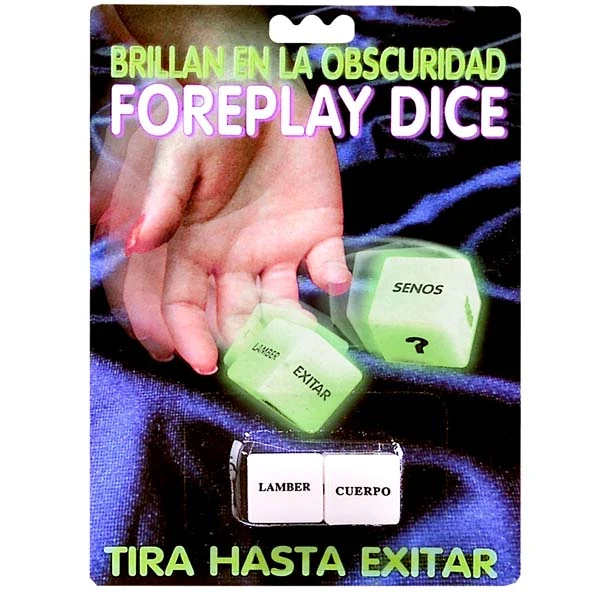 BRILLAN EN LA OBSCURIDAD
FOREPLAY DICE
SENOS
?
LAMBER
EXITAR
LAMBER
CUERPO
TIRA HASTA EXITAR